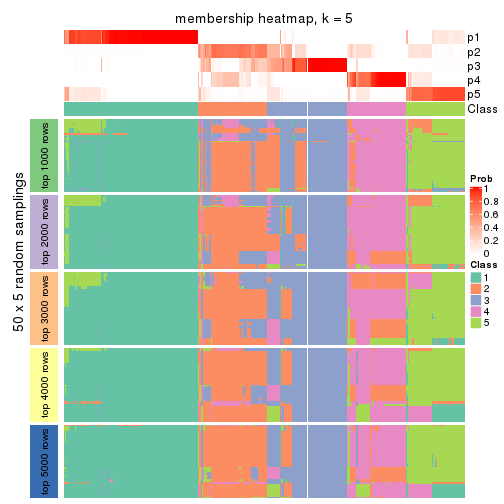 membership heatmap, k = 5
p1
p2
p3
p4
p5
Class
50 x 5 random samplings
top 1000 rows
top 2000 rows
top 3000 rows
top 4000 rows
top 5000 rows
Prob
1
0.8
0.6
0.4
0.2
0
Class
1
2
3
4
5